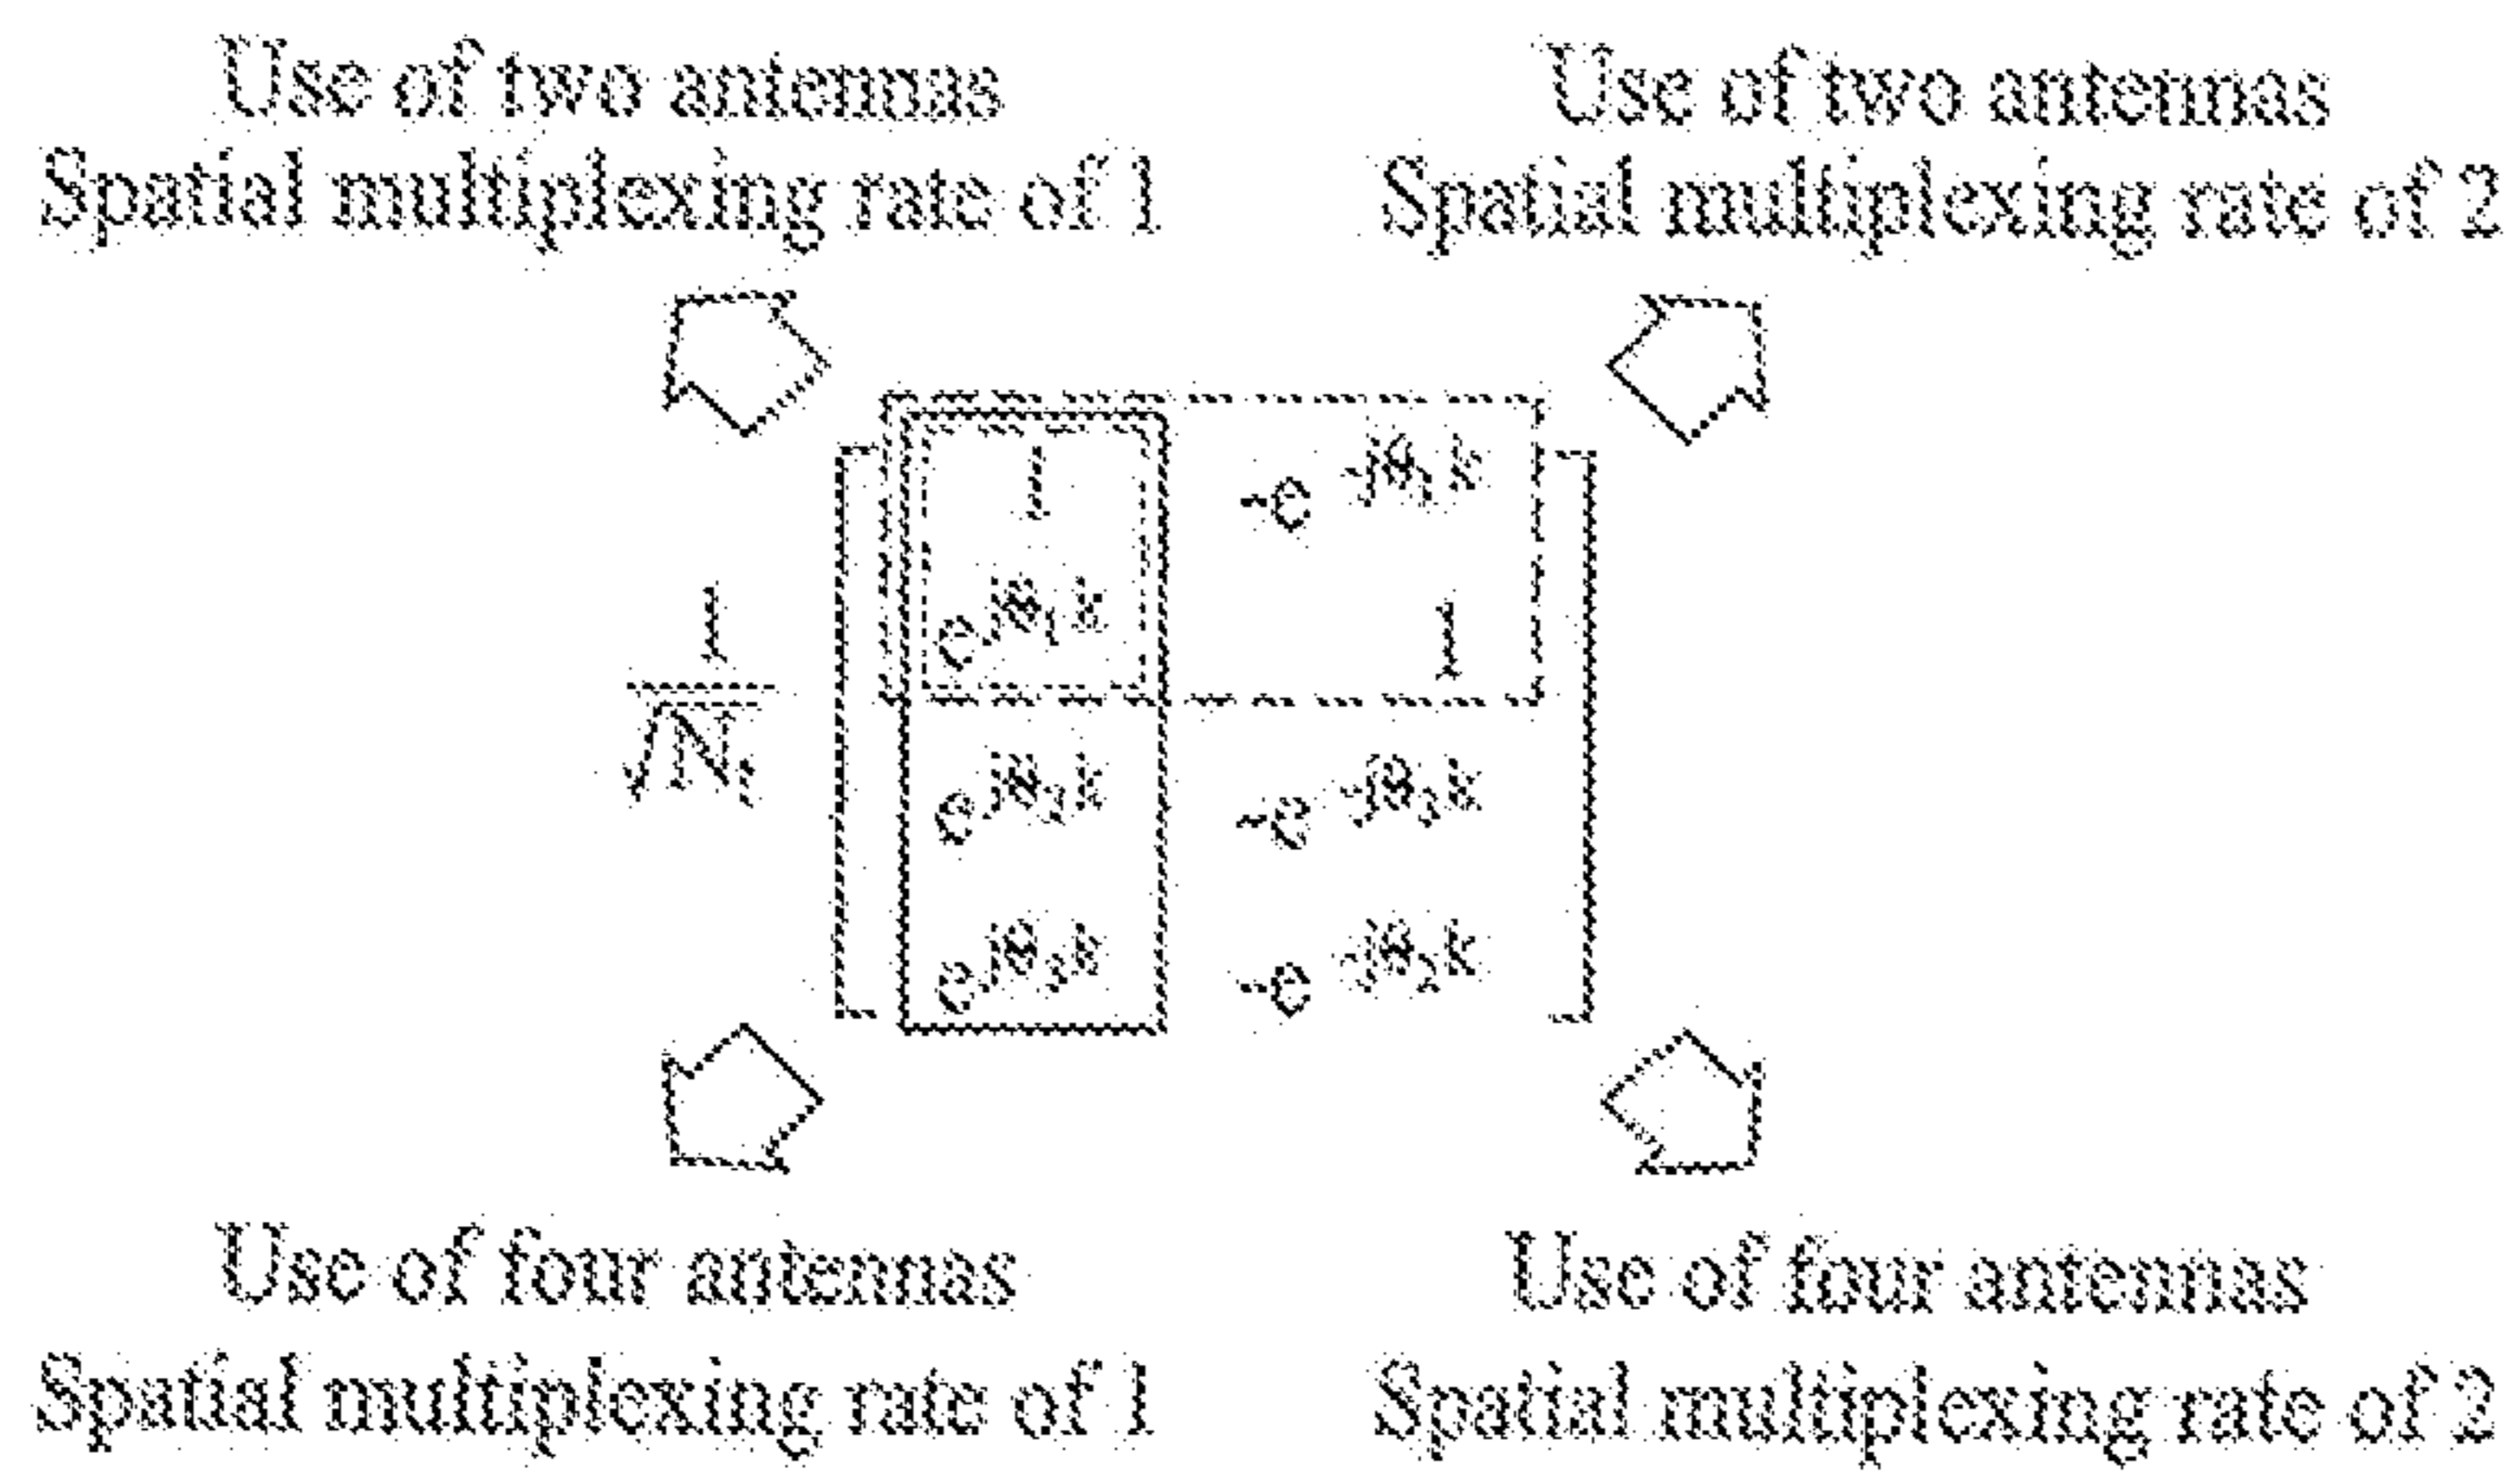 Use of two antennas
Spatial multiplexing rate of 1
Use of two antennas
Spatial multiplexing rate of 2
1
1
1
√N
Use of four antennas
Spatial multiplexing rate of 1
Use of four antennas
Spatial multiplexing rate of 2